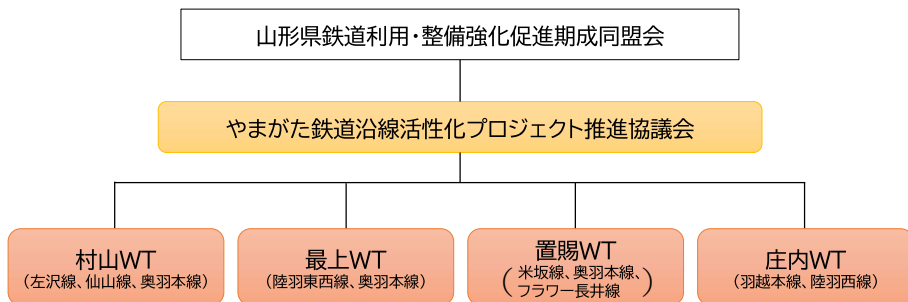 山形県鉄道利用・整備強化促進期成同盟会
やまがた鉄道沿線活性化プロジェクト推進協議会
村山WT
(左沢線、仙山線、奥羽本線)
最上WT
(陸羽東西線、奥羽本線)
置賜WT
(米坂線、奥羽本線、
フラワー長井線)
庄内WT
(羽越本線、陸羽西線)